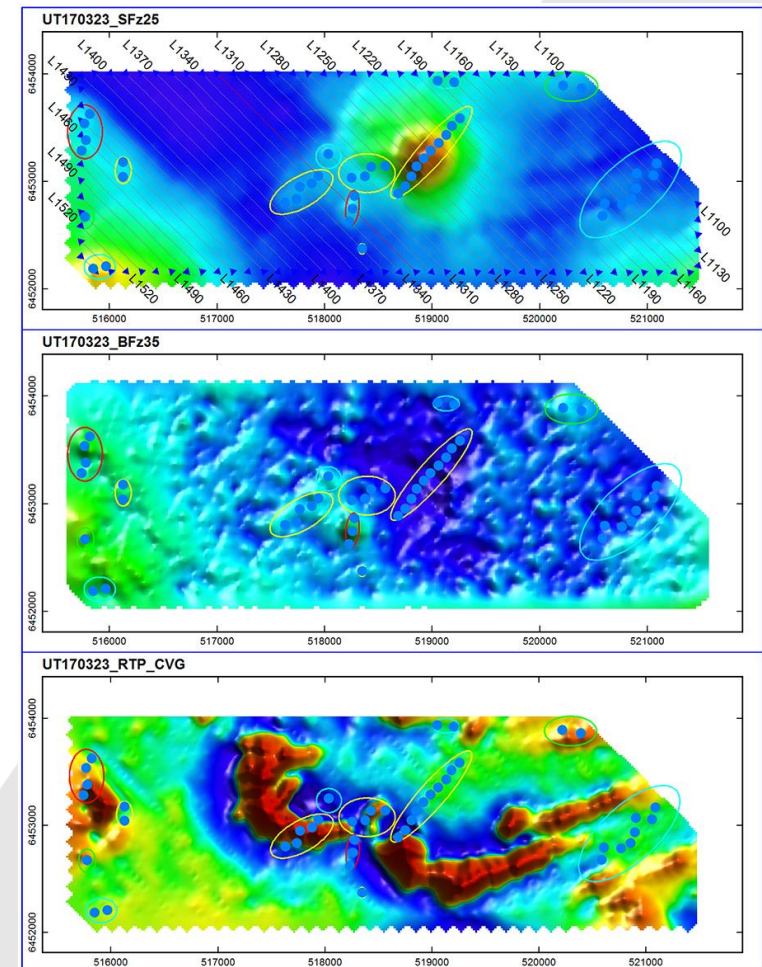 UT170323_SFz25
L1400 L1370 L1340 L1310 L1280 L1250 L1220 L1190 L1160 L1130 L1100
L1430
L1460
L1490
L1520
6454000
6453000
6452000
L1100
L1130
L1520 L1490 L1460 L1430 L1400 L1370 L1340 L1310 L1280 L1250 L1220 L1190 L1160
516000 517000 518000 519000 520000 521000
UT170323_BFz35
6454000
6453000
6452000
516000 517000 518000 519000 520000 521000
UT170323_RTP_CVG
6454000
6453000
6452000
516000 517000 518000 519000 520000 521000